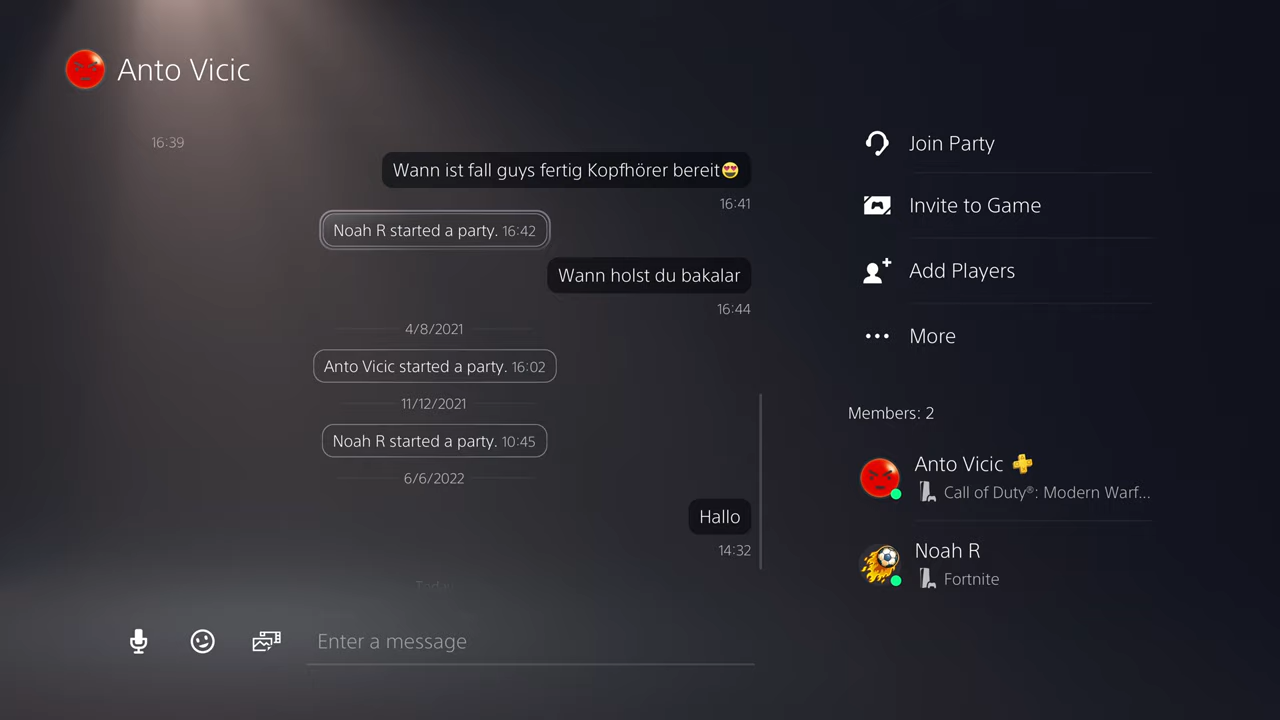 Anto Vicic
16:39
Wann ist fall guys fertig Kopfhörer bereit😍
16:41
Noah R started a party. 16:42
Wann holst du bakalar
16:44
4/8/2021
Anto Vicic started a party. 16:02
11/12/2021
Noah R started a party. 10:45
6/6/2022
Hallo
14:32
Today
Enter a message
Join Party
Invite to Game
Add Players
More
Members: 2
Anto Vicic
Call of Duty®: Modern Warf...
Noah R
Fortnite